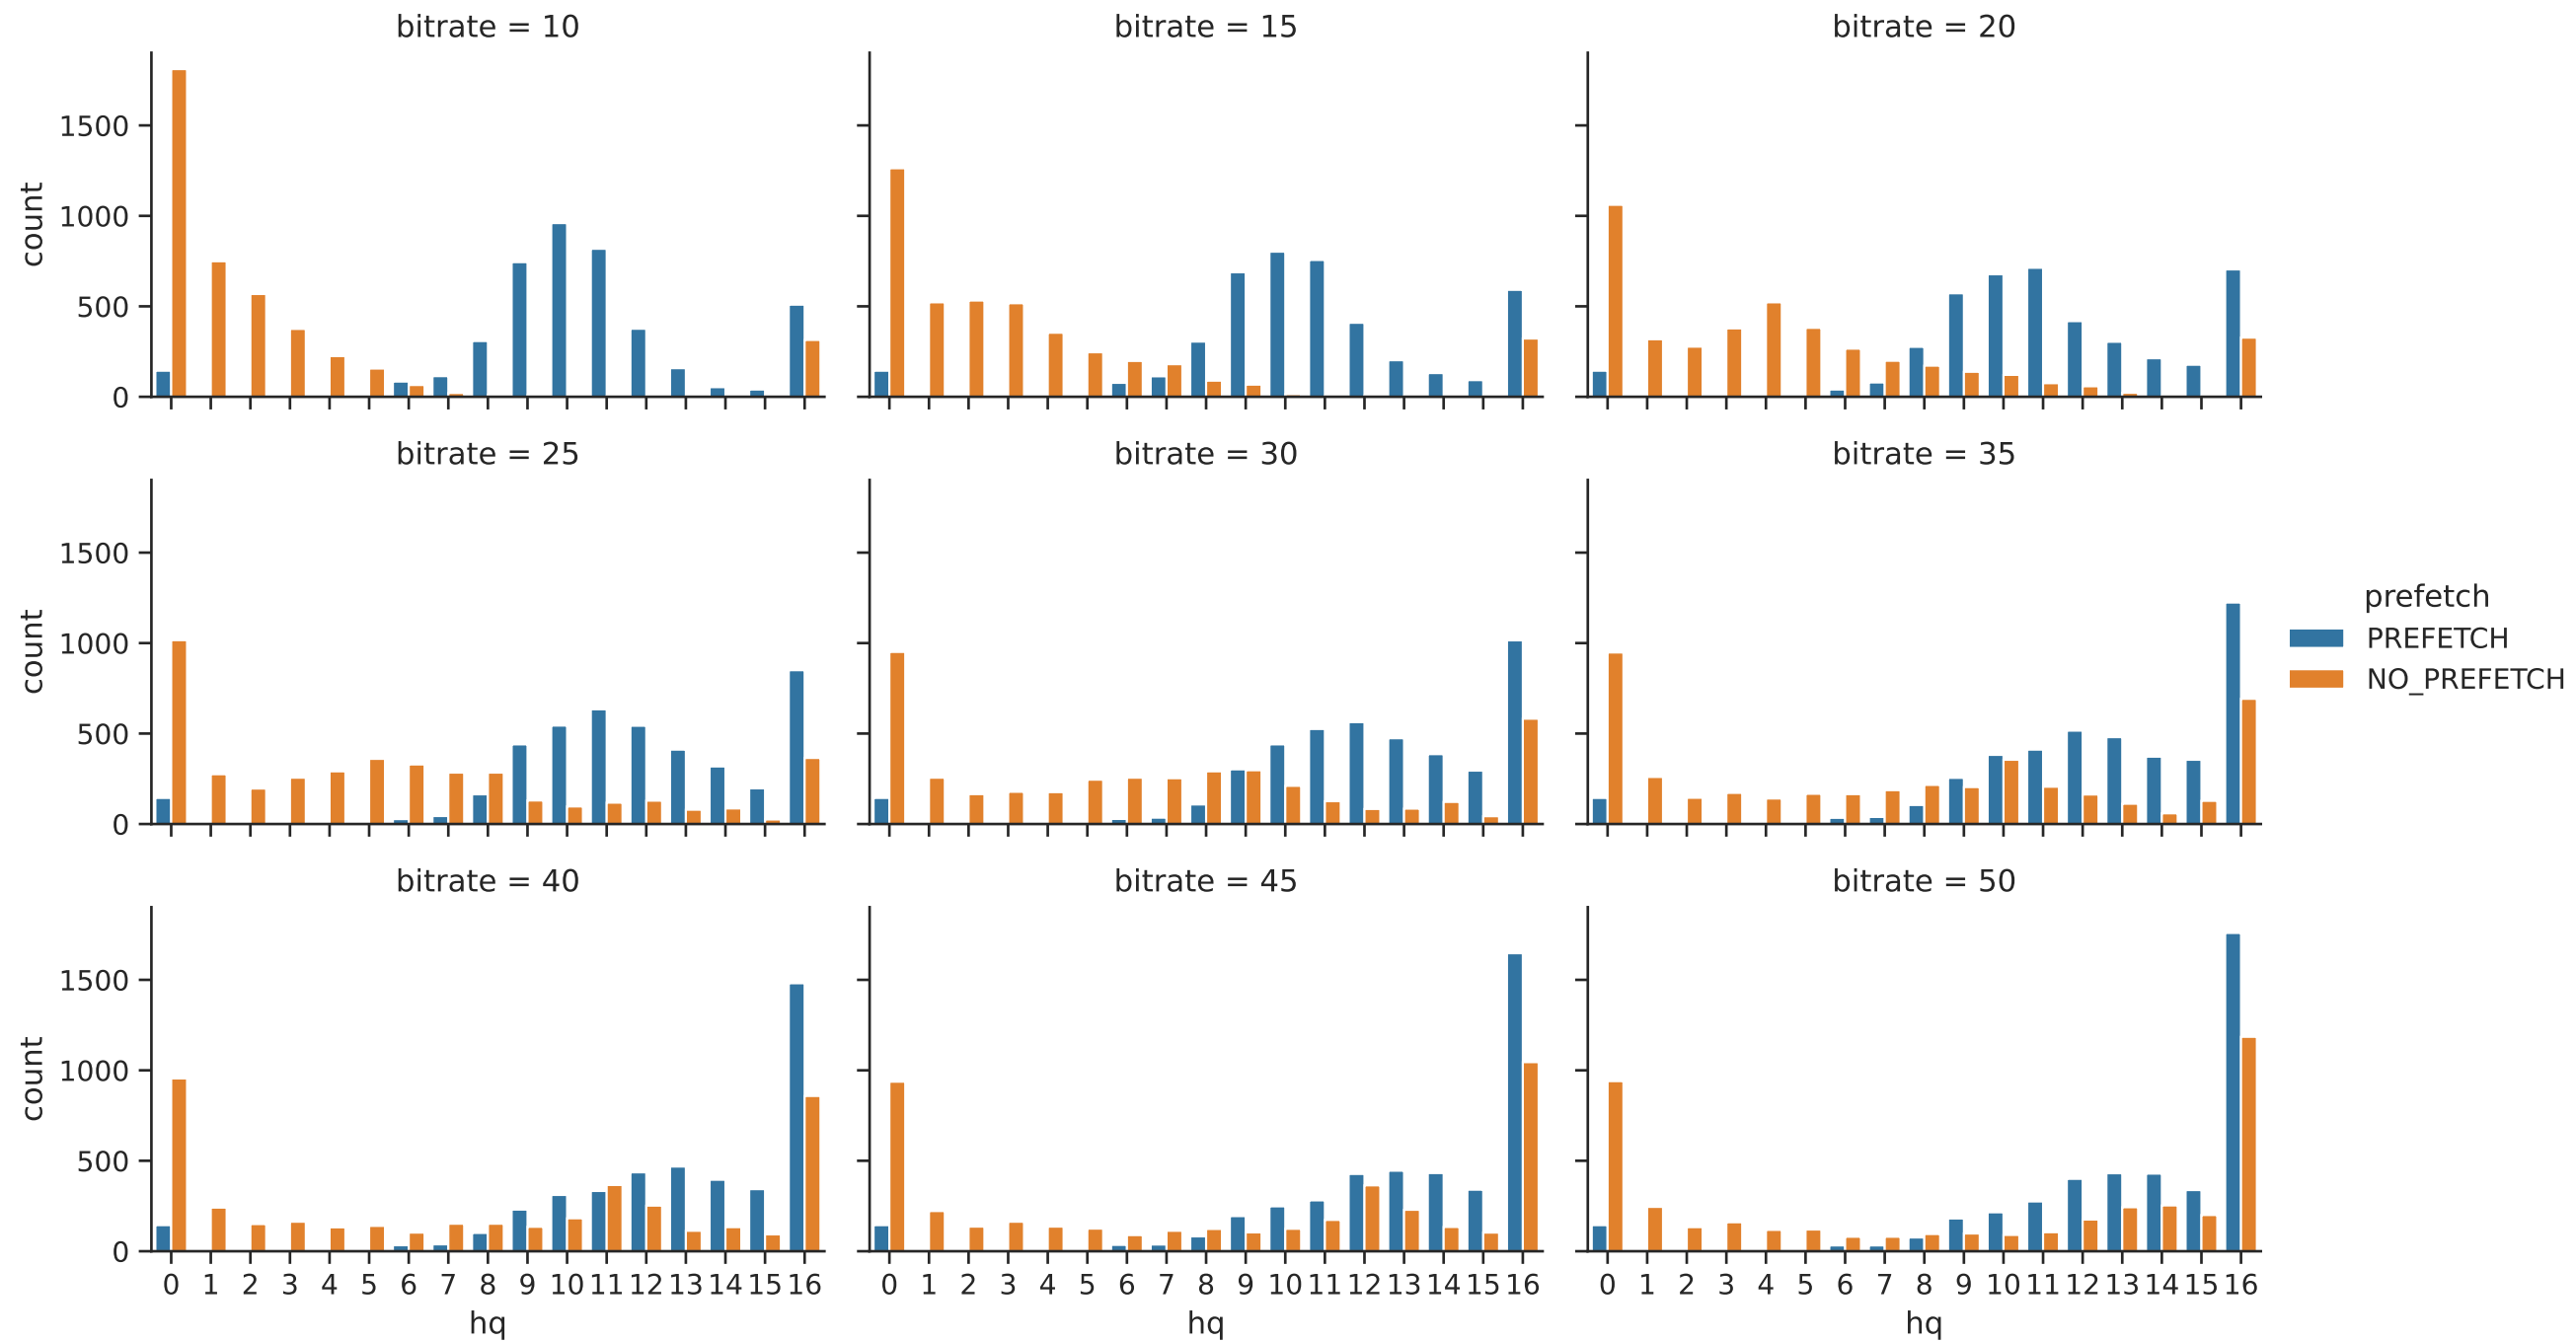 bitrate = 10
bitrate = 15
bitrate = 20
count
1500
1000
500
0
bitrate = 25
bitrate = 30
bitrate = 35
count
1500
1000
500
0
prefetch
PREFETCH
NO_PREFETCH
bitrate = 40
bitrate = 45
bitrate = 50
count
1500
1000
500
0
0 1 2 3 4 5 6 7 8 9 10 11 12 13 14 15 16
0 1 2 3 4 5 6 7 8 9 10 11 12 13 14 15 16
0 1 2 3 4 5 6 7 8 9 10 11 12 13 14 15 16
hq
hq
hq